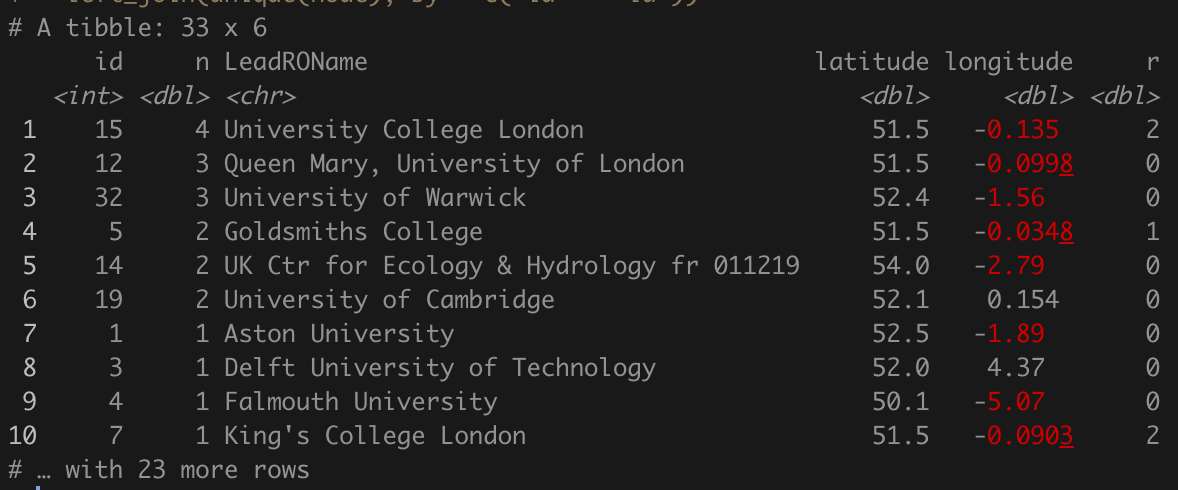 # A tibble: 33 x 6
id n LeadROName latitude longitude r
<int> <dbl> <chr> <dbl> <dbl> <dbl>
1 15 4 University College London 51.5 -0.135 2
2 12 3 Queen Mary, University of London 51.5 -0.0998 0
3 32 3 University of Warwick 52.4 -1.56 0
4 5 2 Goldsmiths College 51.5 -0.0348 1
5 14 2 UK Ctr for Ecology & Hydrology fr 011219 54.0 -2.79 0
6 19 2 University of Cambridge 52.1 0.154 0
7 1 1 Aston University 52.5 -1.89 0
8 3 1 Delft University of Technology 52.0 4.37 0
9 4 1 Falmouth University 50.1 -5.07 0
10 7 1 King's College London 51.5 -0.0903 2
# … with 23 more rows